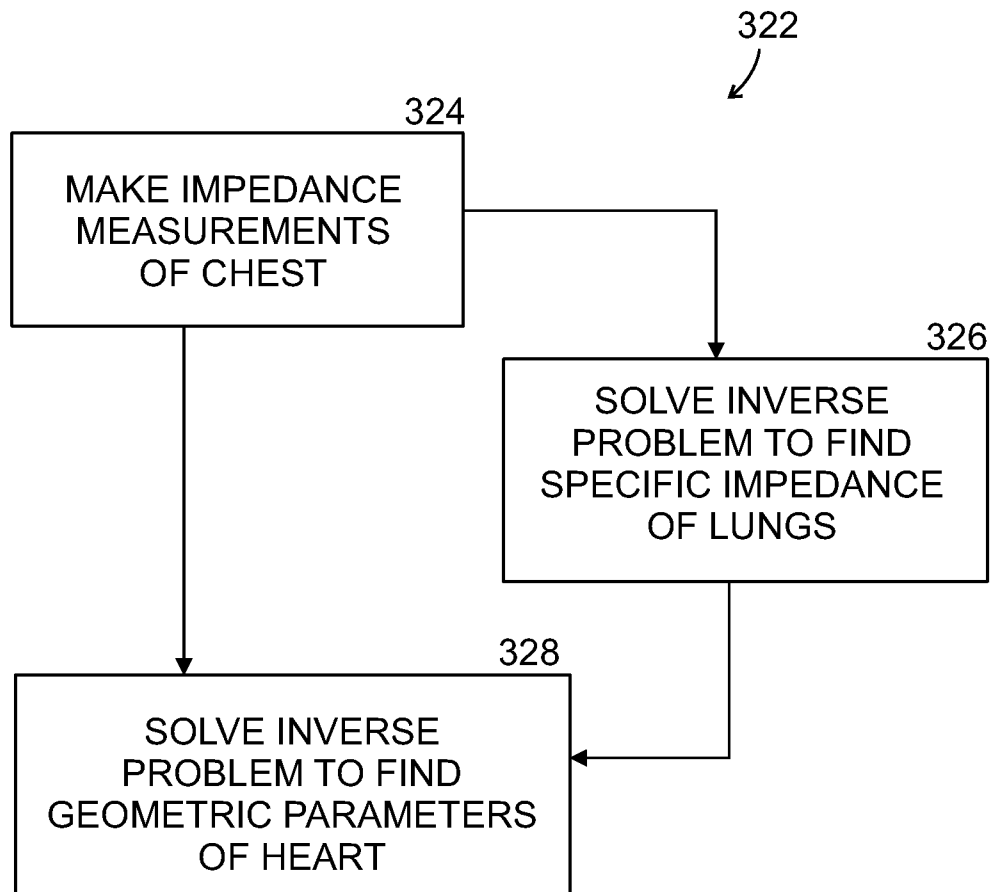 322
324
MAKE IMPEDANCE
MEASUREMENTS
OF CHEST
326
SOLVE INVERSE
PROBLEM TO FIND
SPECIFIC IMPEDANCE
OF LUNGS
328
SOLVE INVERSE
PROBLEM TO FIND
GEOMETRIC PARAMETERS
OF HEART